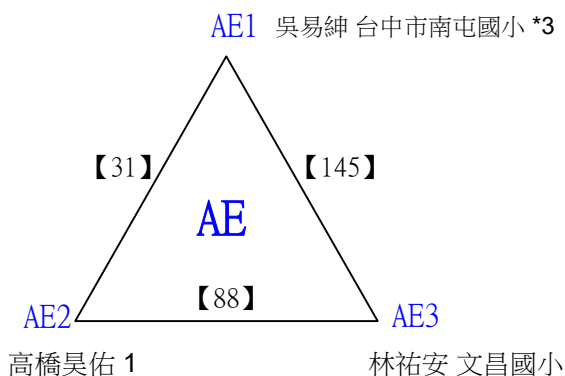 AE1 吳易紳 台中市南屯國小 *3
【31】 【145】
AE
【88】
AE2 AE3
高橋昊佑 1 林祐安 文昌國小